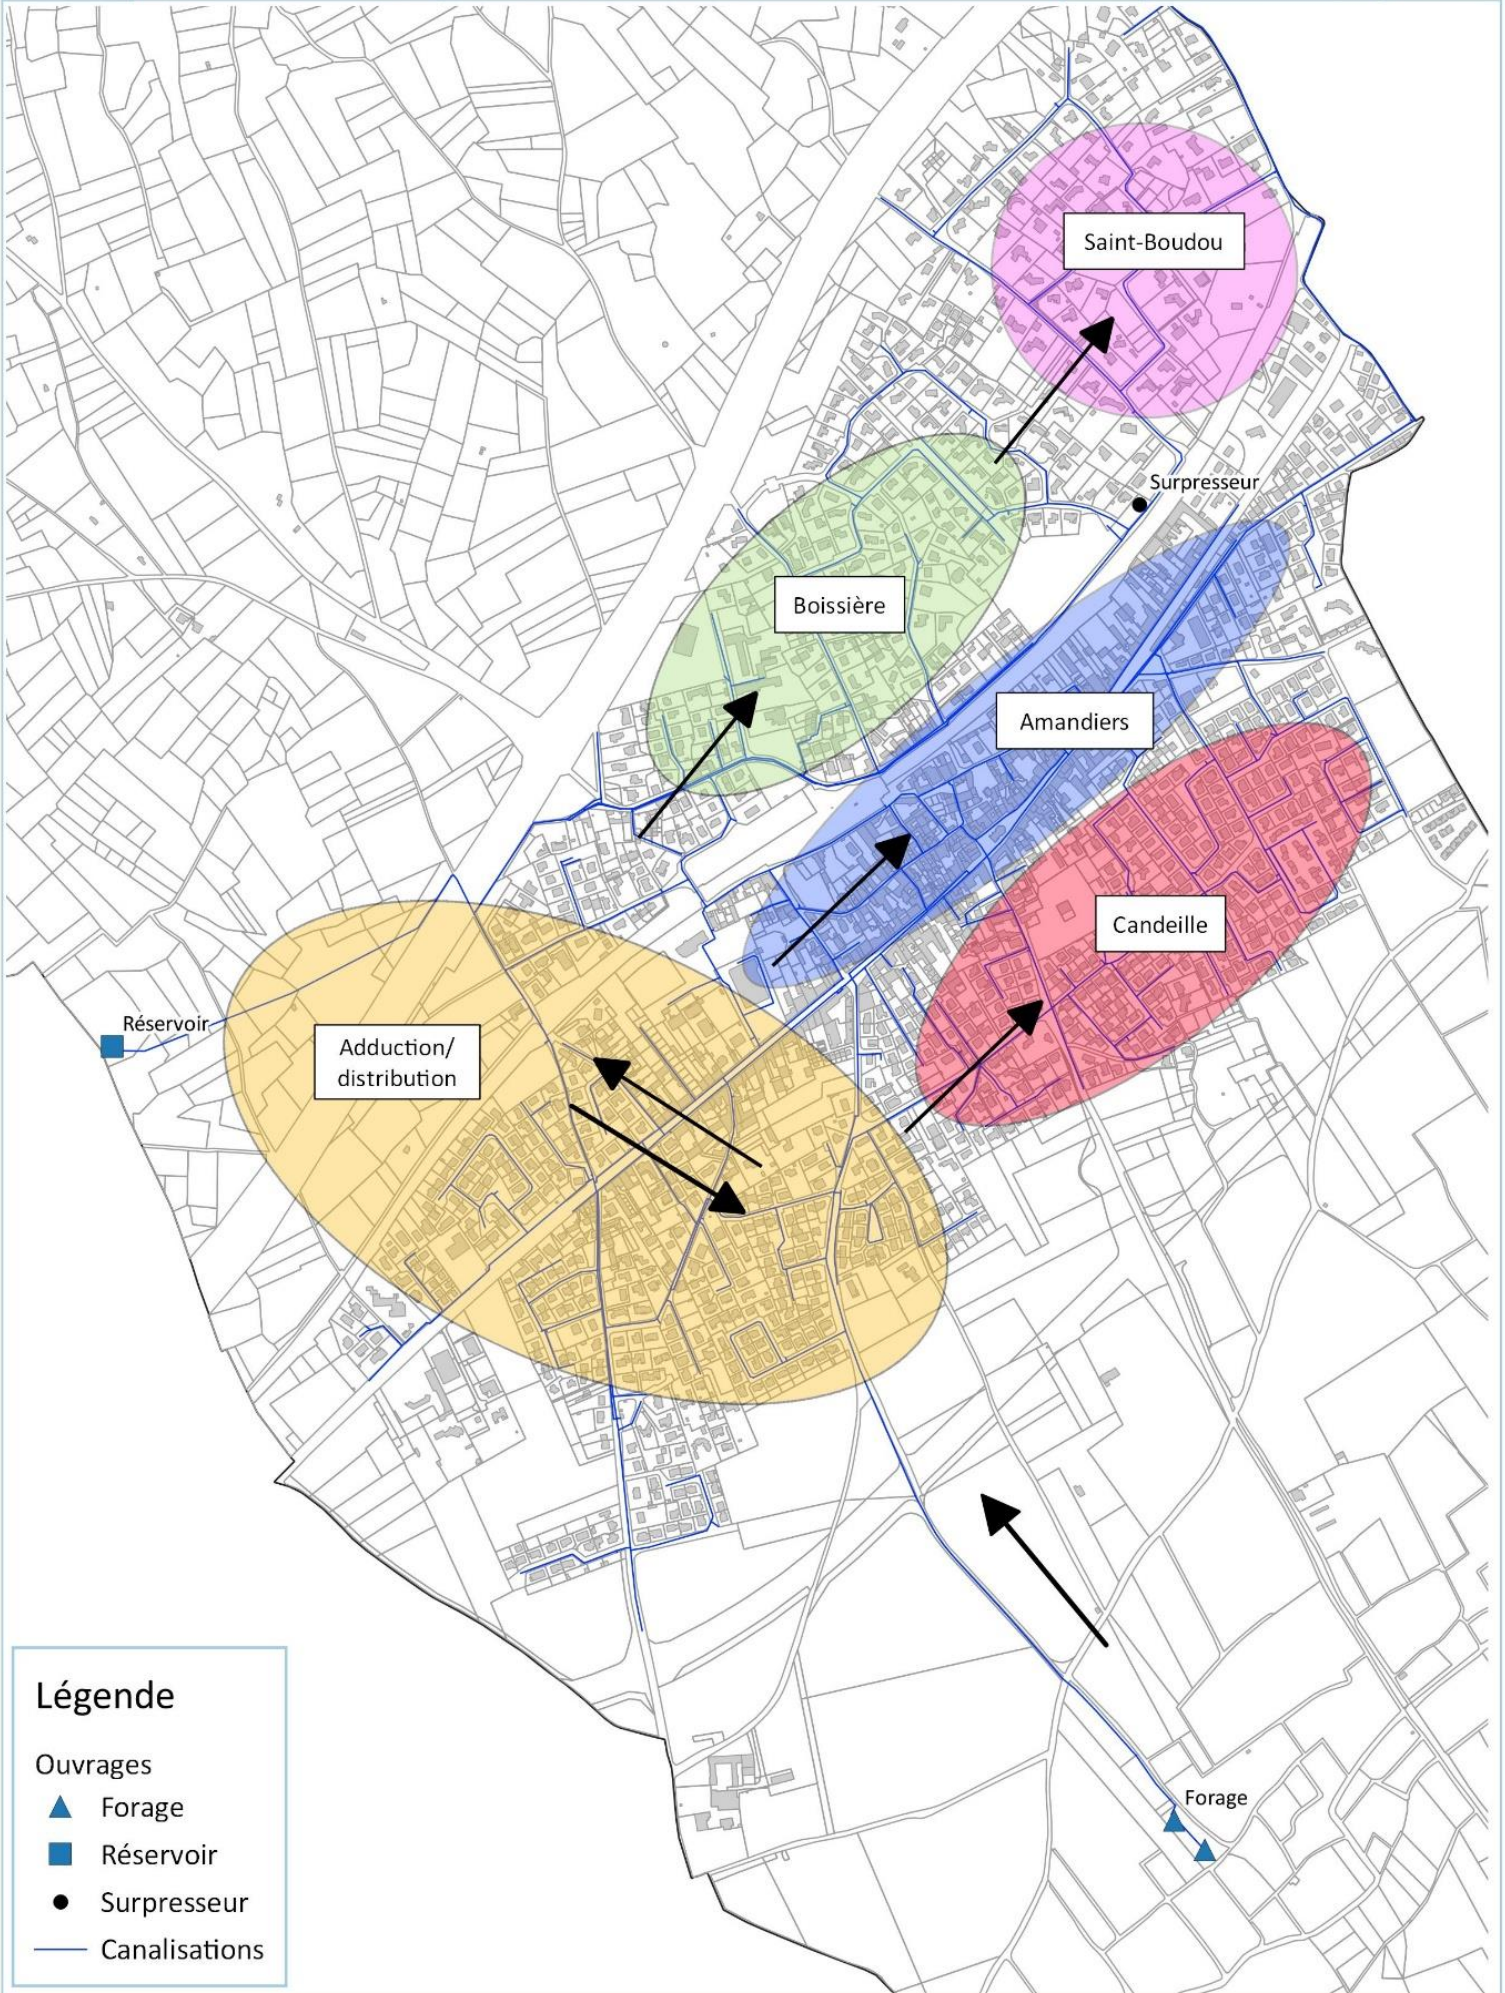 Saint-Boudou
Surpresseur
Boissière
Amandiers
Candeille
Réservoir
Adduction/
distribution
Forage
Légende
Ouvrages
Forage
Réservoir
Surpresseur
Canalisations